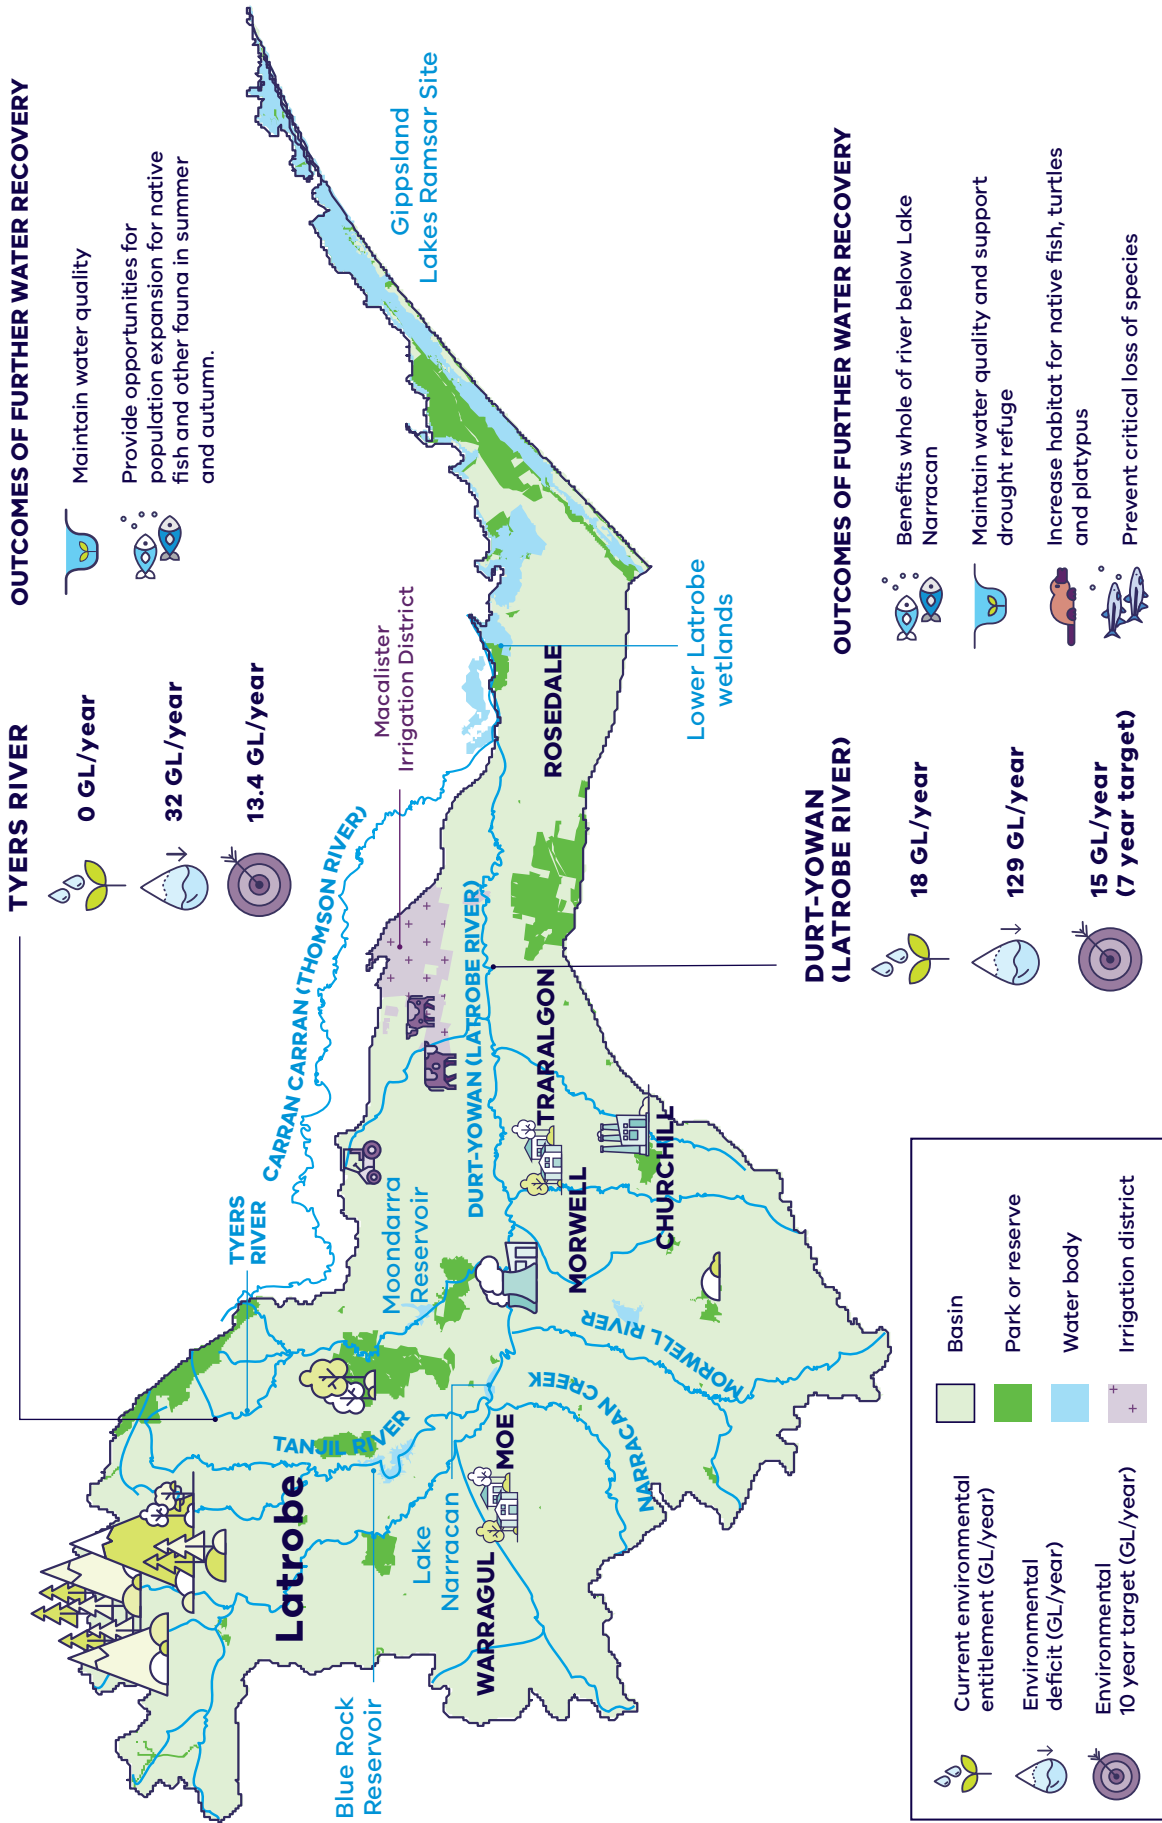 TYERS RIVER
0 GL/year
32 GL/year
13.4 GL/year
OUTCOMES OF FURTHER WATER RECOVERY
Maintain water quality
Provide opportunities for
population expansion for native
fish and other fauna in summer
and autumn.
Latrobe
TYERS
RIVER
CARRAN CARRAN (THOMSON RIVER)
Macalister
Irrigation District
Gippsland
Lakes Ramsar Site
TANJIL RIVER
Moondarra
Reservoir
Blue Rock
Reservoir
Lake
Narracan
DURT-YOWAN (LATROBE RIVER)
WARRAGUL
MOE
NARRACAN CREEK
MORWELL RIVER
MORWELL
TRARALGON
CHURCHILL
ROSEDALE
Lower Latrobe
wetlands
DURT-YOWAN
(LATROBE RIVER)
18 GL/year
129 GL/year
15 GL/year
(7 year target)
OUTCOMES OF FURTHER WATER RECOVERY
Benefits whole of river below Lake
Narracan
Maintain water quality and support
drought refuge
Increase habitat for native fish, turtles
and platypus
Prevent critical loss of species
Current environmental
entitlement (GL/year)
Environmental
deficit (GL/year)
Environmental
10 year target (GL/year)
Basin
Park or reserve
Water body
Irrigation district